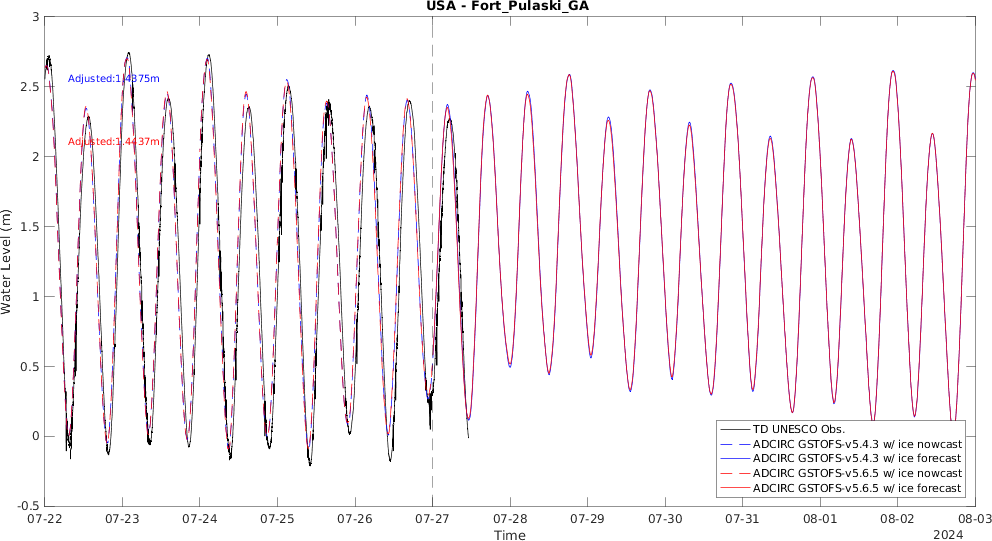 USA - Fort_Pulaski_GA
3
2.5
2
1.5
1
0.5
0
-0.5
Water Level (m)
Adjusted:1.4375m
Adjusted:1.4437m
TD UNESCO Obs.
ADCIRC GSTOFS-v5.4.3 w/ ice nowcast
ADCIRC GSTOFS-v5.4.3 w/ ice forecast
ADCIRC GSTOFS-v5.6.5 w/ ice nowcast
ADCIRC GSTOFS-v5.6.5 w/ ice forecast
07-22 07-23 07-24 07-25 07-26 07-27 07-28 07-29 07-30 07-31 08-01 08-02 08-03
Time
2024